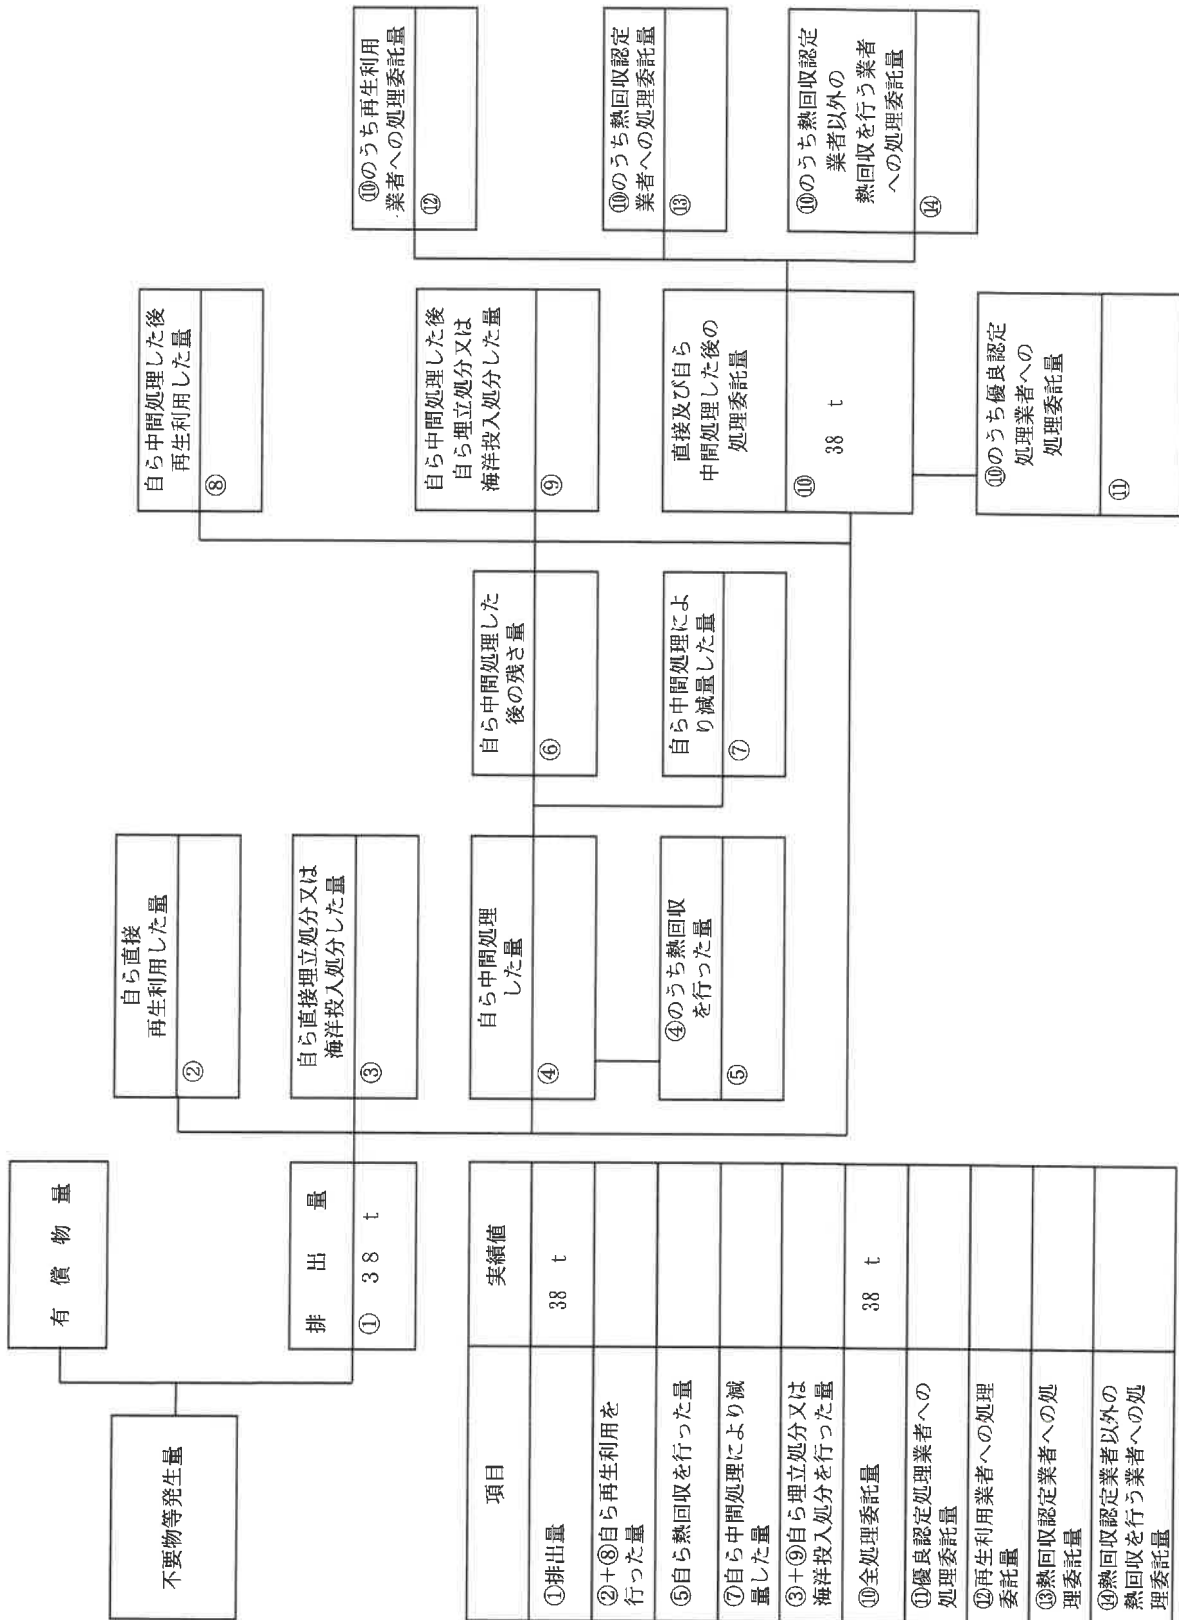 不要物等発生量
有償物量
排出量
① 38 t
自ら直接
再生利用した量
②
自ら直接埋立処分又は
海洋投入処分した量
③
自ら中間処理
した量
④
④のうち熱回収
を行った量
⑤
自ら中間処理した
後の残さ量
⑥
自ら中間処理によ
り減量した量
⑦
自ら中間処理した後
再生利用した量
⑧
自ら中間処理した後
自ら埋立処分又は
海洋投入処分した量
⑨
直接及び自ら
中間処理した後の
処理委託量
⑩
38 t
⑩のうち優良認定
処理業者への
処理委託量
⑪
⑩のうち再生利用
業者への処理委託量
⑫
⑩のうち熱回収認定
業者への処理委託量
⑬
⑩のうち熱回収認定
業者以外の
熱回収を行う業者
への処理委託量
⑭
項目 実績値
①排出量 38 t
②+⑧自ら再生利用を
行った量
⑤自ら熱回収を行った量
⑦自ら中間処理により減
量した量
③+⑨自ら埋立処分又は
海洋投入処分を行った量
⑩全処理委託量 38 t
⑪優良認定処理業者への
処理委託量
⑫再生利用業者への処理
委託量
⑬熱回収認定業者への処
理委託量
⑭熱回収認定業者以外の
熱回収を行う業者への処
理委託量